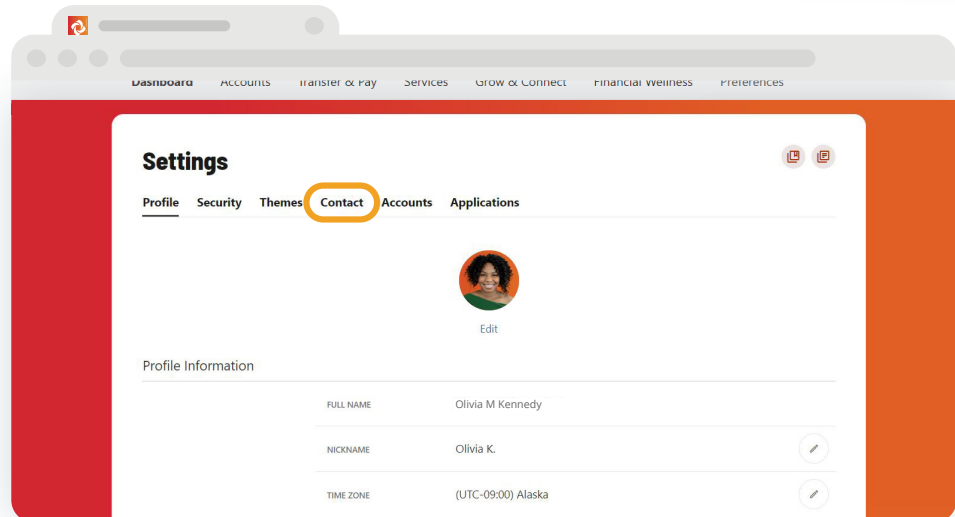 Dashboard Accounts Transfer & Pay Services Grow & Connect Financial Wellness Preferences
Settings
Profile Security Themes Contact Accounts Applications
Edit
Profile Information
FULL NAME Olivia M Kennedy
NICKNAME Olivia K.
TIME ZONE (UTC-09:00) Alaska